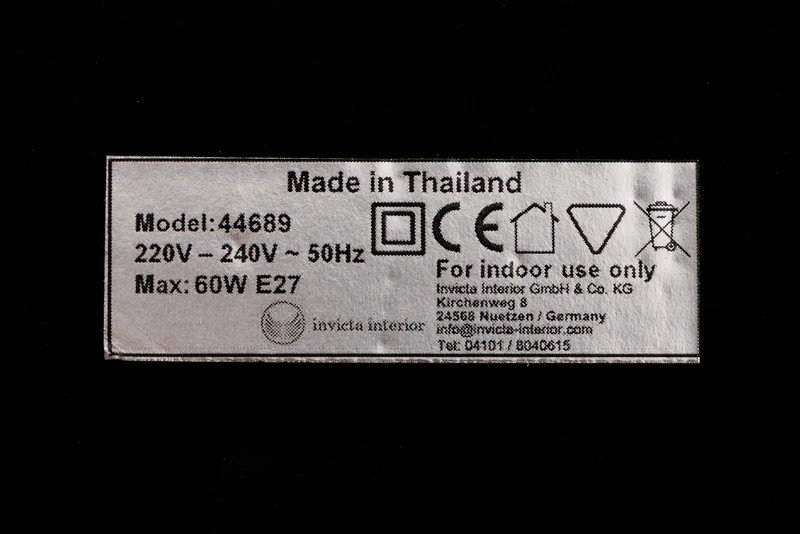 Made in Thailand
Model:44689
220V – 240V ~ 50Hz
Max: 60W E27
CE
For indoor use only
Invicta Interior GmbH & Co. KG
Kirchenweg 8
24568 Nuetzen / Germany
info@invicta-interior.com
Tel: 04101 / 8040615
invicta interior